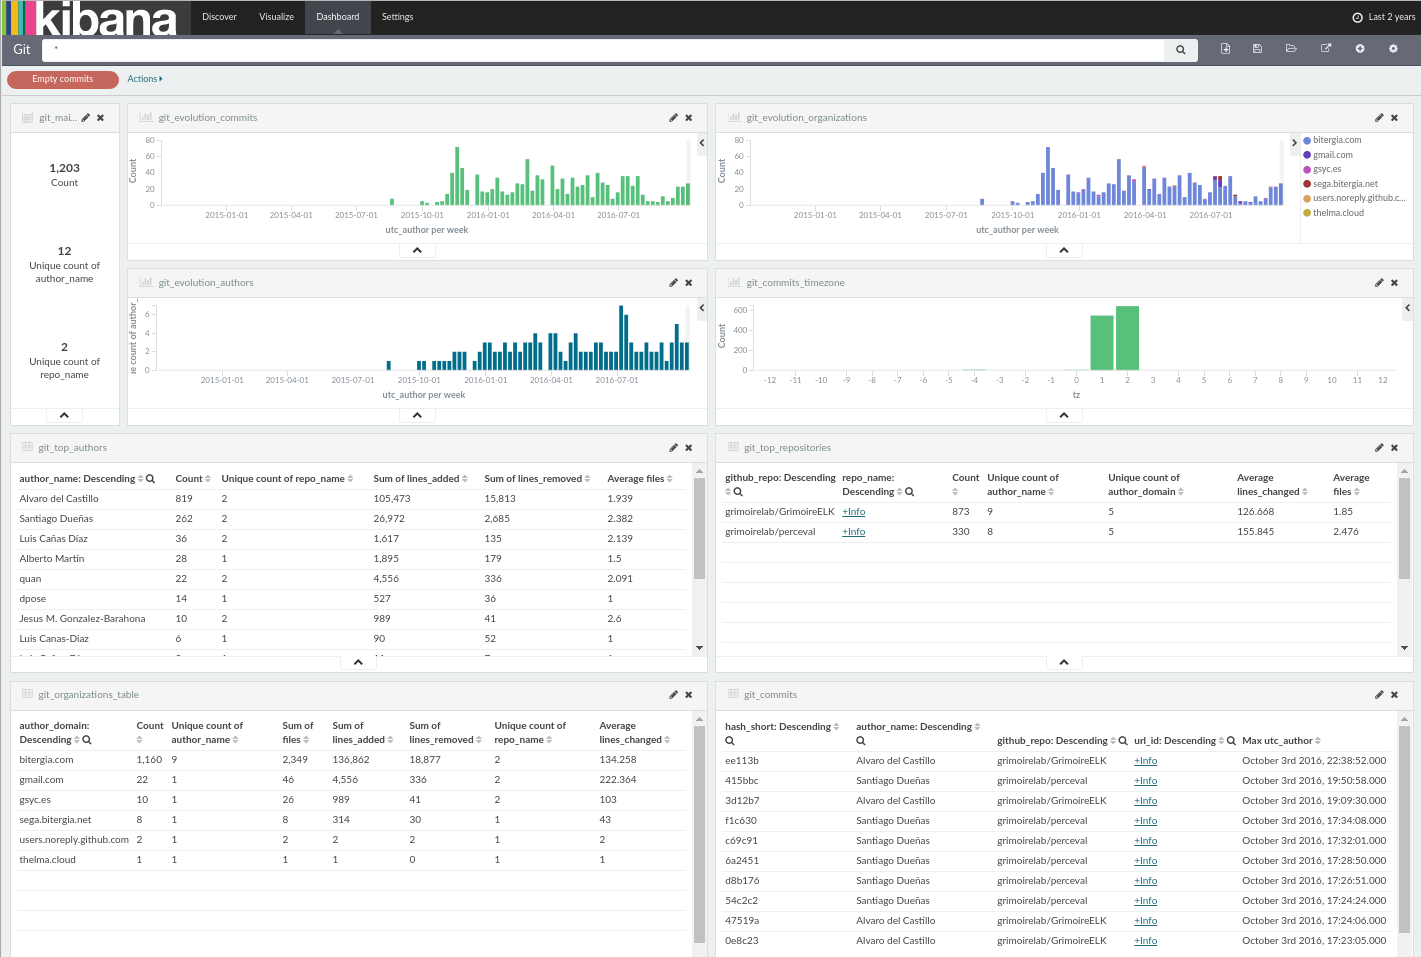 kibana Discover Visualize Dashboard Settings Last 2 years
Git *
Empty commits Actions
git_mai...
1,203
Count
12
Unique count of
author_name
2
Unique count of
repo_name
git_evolution_commits
Count
80
60
40
20
0
2015-01-01 2015-04-01 2015-07-01 2015-10-01 2016-01-01 2016-04-01 2016-07-01
utc_author per week
git_evolution_organizations
Count
80
60
40
20
0
2015-01-01 2015-04-01 2015-07-01 2015-10-01 2016-01-01 2016-04-01 2016-07-01
utc_author per week
bitergia.com
gmail.com
gsyc.es
sega.bitergia.net
users.noreply.github.c...
thelma.cloud
git_evolution_authors
ie count of author_
6
4
2
0
2015-01-01 2015-04-01 2015-07-01 2015-10-01 2016-01-01 2016-04-01 2016-07-01
utc_author per week
git_commits_timezone
Count
600
400
200
0
-12 -11 -10 -9 -8 -7 -6 -5 -4 -3 -2 -1 0 1 2 3 4 5 6 7 8 9 10 11 12
tz
git_top_authors
author_name: Descending Count Unique count of repo_name Sum of lines_added Sum of lines_removed Average files
Alvaro del Castillo 819 2 105,473 15,813 1.939
Santiago Dueñas 262 2 26,972 2,685 2.382
Luis Cañas Díaz 36 2 1,617 135 2.139
Alberto Martín 28 1 1,895 179 1.5
quan 22 2 4,556 336 2.091
dpose 14 1 527 36 1
Jesus M. Gonzalez-Barahona 10 2 989 41 2.6
Luis Canas-Diaz 6 1 90 52 1
git_top_repositories
github_repo: Descending repo_name: Descending Count Unique count of author_name Unique count of author_domain Average lines_changed Average files
grimoirelab/GrimoireELK +Info 873 9 5 126.668 1.85
grimoirelab/perceval +Info 330 8 5 155.845 2.476
git_organizations_table
author_domain: Descending Count Unique count of author_name Sum of files Sum of lines_added Sum of lines_removed Unique count of repo_name Average lines_changed
bitergia.com 1,160 9 2,349 136,862 18,877 2 134.258
gmail.com 22 1 46 4,556 336 2 222.364
gsyc.es 10 1 26 989 41 2 103
sega.bitergia.net 8 1 8 314 30 1 43
users.noreply.github.com 2 1 2 2 2 1 2
thelma.cloud 1 1 1 1 0 1 1
git_commits
hash_short: Descending author_name: Descending github_repo: Descending url_id: Descending Max utc_author
ee113b Alvaro del Castillo grimoirelab/GrimoireELK +Info October 3rd 2016, 22:38:52.000
415bbc Santiago Dueñas grimoirelab/perceval +Info October 3rd 2016, 19:50:58.000
3d12b7 Alvaro del Castillo grimoirelab/GrimoireELK +Info October 3rd 2016, 19:09:30.000
f1c630 Santiago Dueñas grimoirelab/perceval +Info October 3rd 2016, 17:34:08.000
c69c91 Santiago Dueñas grimoirelab/perceval +Info October 3rd 2016, 17:32:01.000
6a2451 Santiago Dueñas grimoirelab/perceval +Info October 3rd 2016, 17:28:50.000
d8b176 Santiago Dueñas grimoirelab/perceval +Info October 3rd 2016, 17:26:51.000
54c2c2 Santiago Dueñas grimoirelab/perceval +Info October 3rd 2016, 17:24:24.000
47519a Alvaro del Castillo grimoirelab/GrimoireELK +Info October 3rd 2016, 17:24:06.000
0e8c23 Alvaro del Castillo grimoirelab/GrimoireELK +Info October 3rd 2016, 17:23:05.000